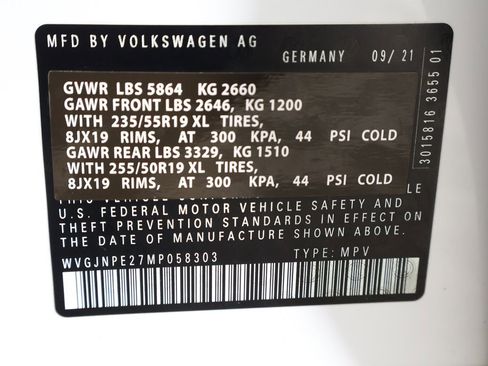 MFD BY VOLKSWAGEN AG
GERMANY 09/ 21
GVWR LBS 5864 KG 2660
GAWR FRONT LBS 2646, KG 1200
WITH 235/55R19 XL TIRES,
8JX19 RIMS, AT 300 KPA, 44 PSI COLD
GAWR REAR LBS 3329, KG 1510
WITH 255/50R19 XL TIRES,
8JX19 RIMS, AT 300 KPA, 44 PSI COLD
U.S. FEDERAL MOTOR VEHICLE SAFETY AND
THEFT PREVENTION STANDARDS IN EFFECT ON
THE DATE OF MANUFACTURE SHOWN ABOVE.
WVGJNPE27MP058303 TYPE: MPV
3015816 3655 01